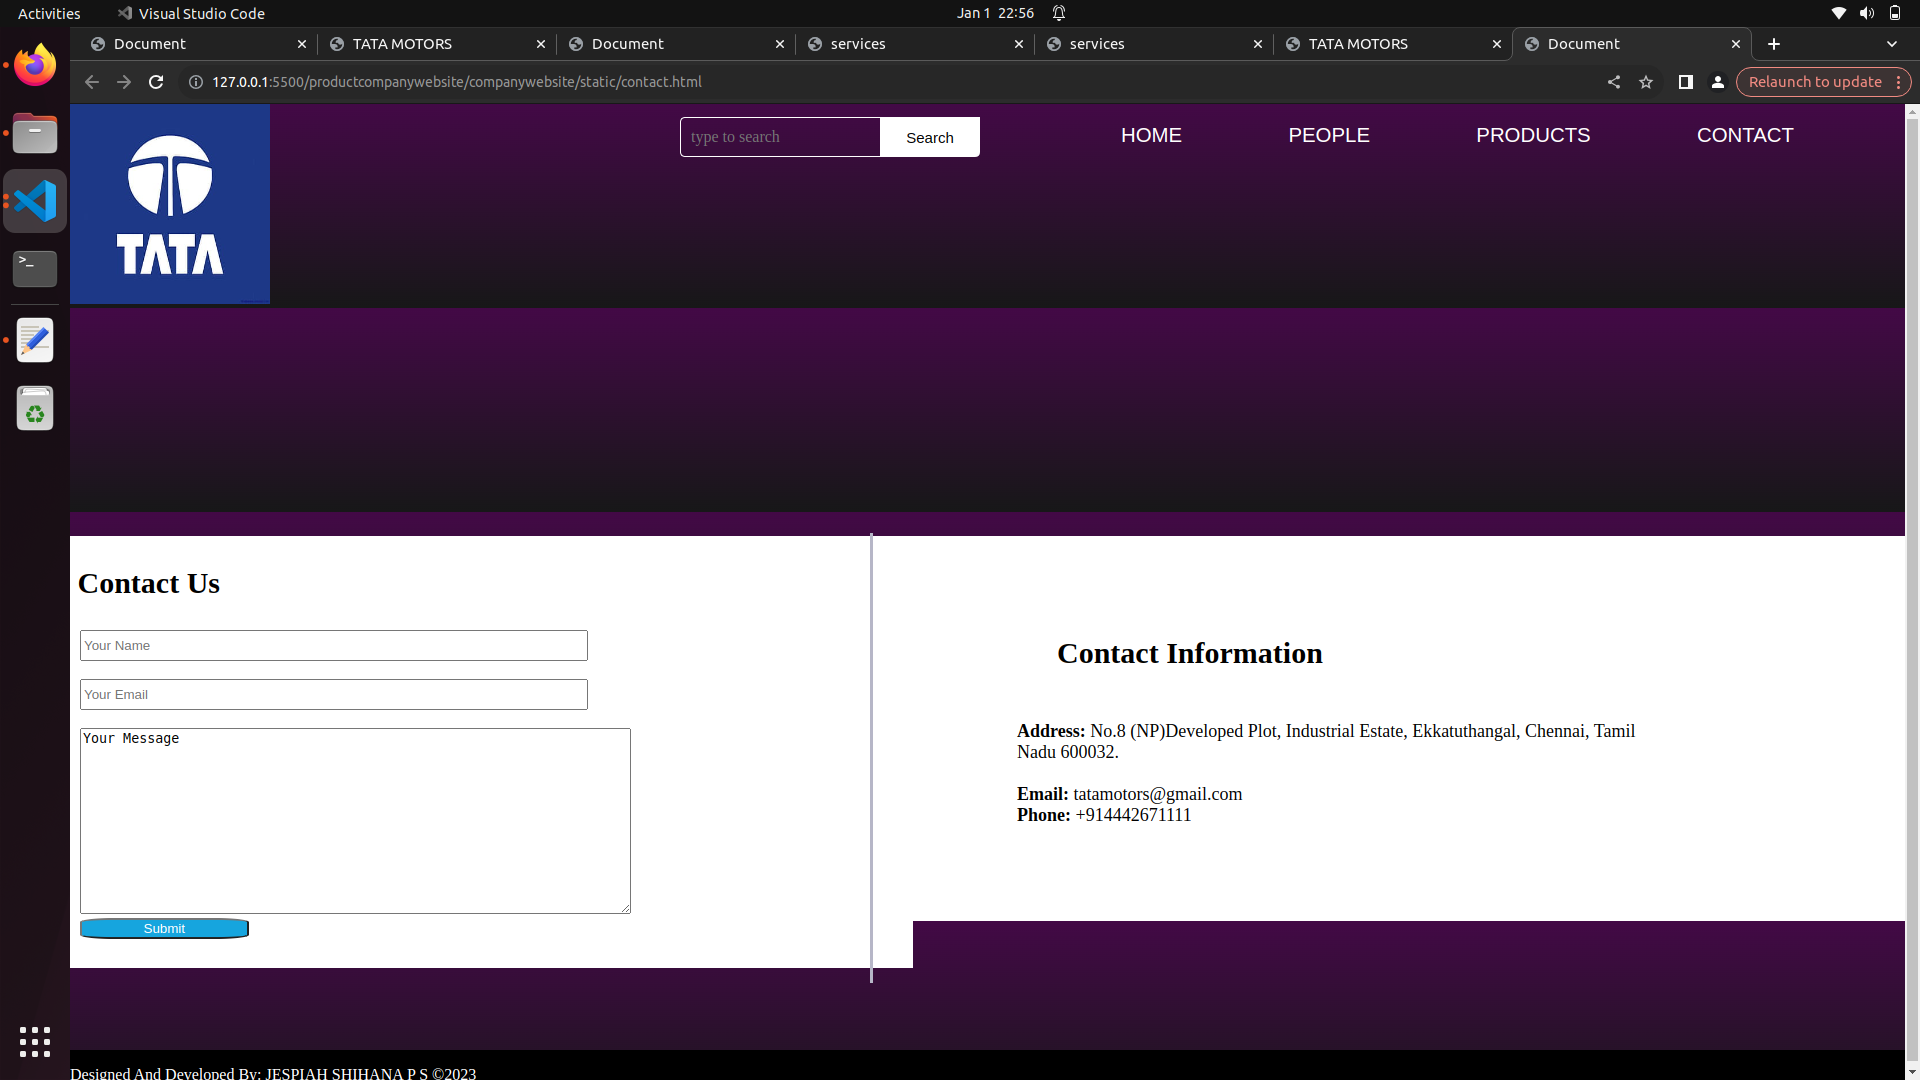 Activities
Visual Studio Code
Jan 1 22:56
Document
TATA MOTORS
Document
services
services
TATA MOTORS
Document
127.0.0.1:5500/productcompanywebsite/companywebsite/static/contact.html
Relaunch to update
TATA
type to search
Search
HOME
PEOPLE
PRODUCTS
CONTACT
Contact Us
Your Name
Your Email
Your Message
Submit
Contact Information
Address: No.8 (NP)Developed Plot, Industrial Estate, Ekkatuthangal, Chennai, Tamil
Nadu 600032.
Email: tatamotors@gmail.com
Phone: +914442671111
Designed And Developed By: JESPIAH SHIHANA P S ©2023